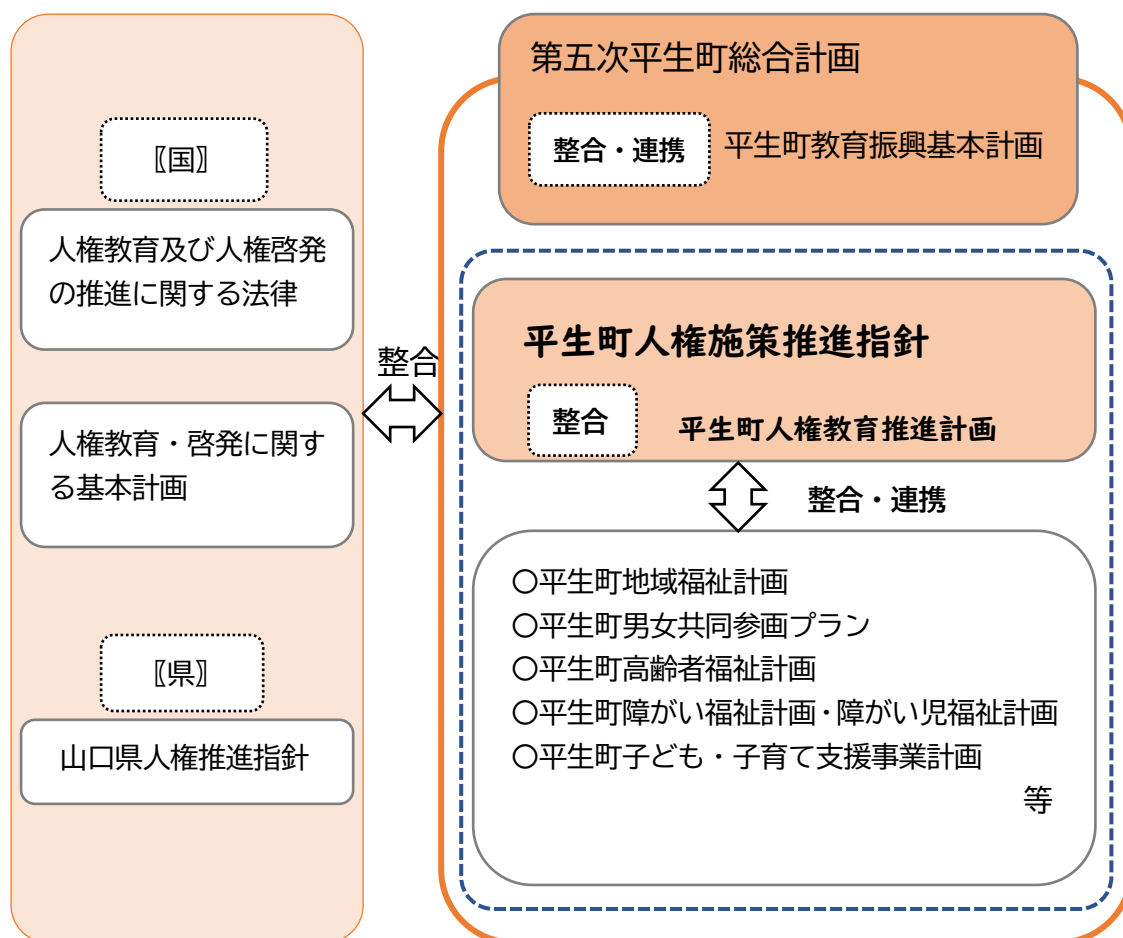 〖国〗
人権教育及び人権啓発
の推進に関する法律
人権教育・啓発に関す
る基本計画
〖県〗
山口県人権推進指針
整合
第五次平生町総合計画
整合・連携
平生町教育振興基本計画
平生町人権施策推進指針
整合
平生町人権教育推進計画
整合・連携
〇平生町地域福祉計画
〇平生町男女共同参画プラン
〇平生町高齢者福祉計画
〇平生町障がい福祉計画・障がい児福祉計画
〇平生町子ども・子育て支援事業計画
等